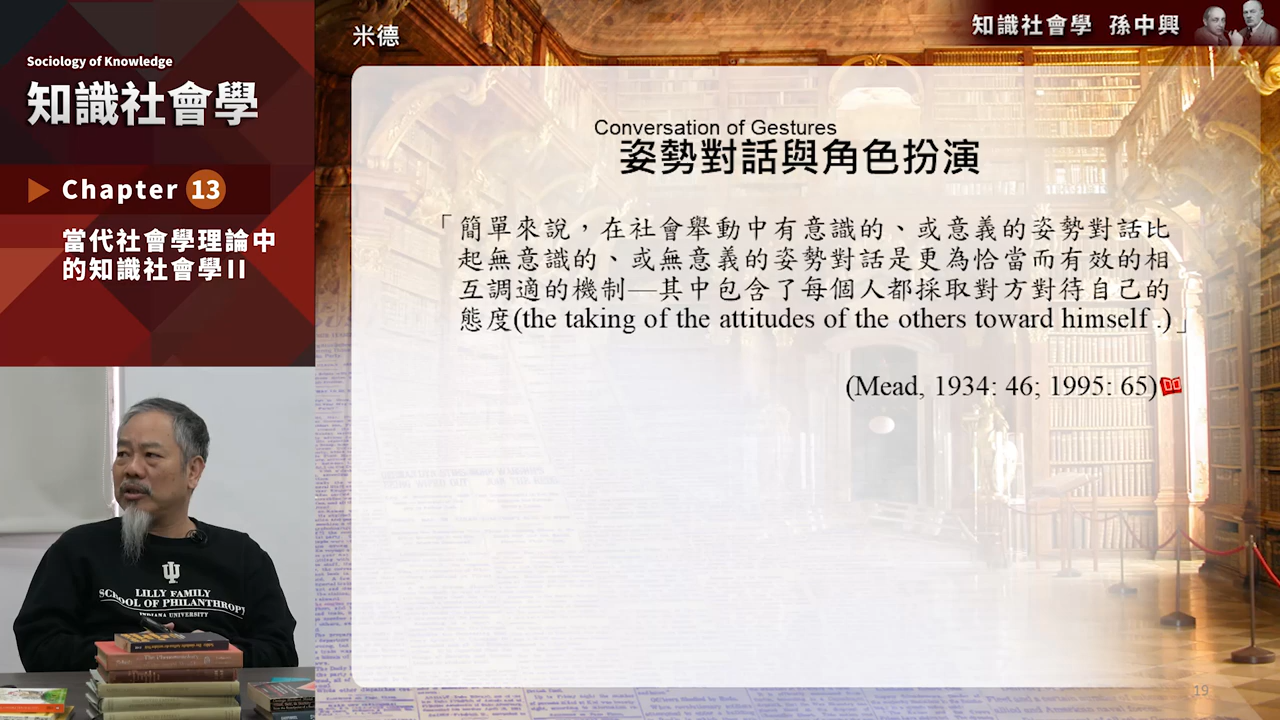 Sociology of Knowledge
知識社會學
Chapter 13
當代社會學理論中
的知識社會學II
米德
知識社會學 孫中興
Conversation of Gestures
姿勢對話與角色扮演
「簡單來說，在社會舉動中有意識的、或意義的姿勢對話比
起無意識的、或無意義的姿勢對話是更為恰當而有效的相
互調適的機制—其中包含了每個人都採取對方對待自己的
態度(the taking of the attitudes of the others toward himself .)」
(Mead, 1934: 46; 1995: 65)
19
LILLY FAMILY
SCHOOL OF PHILANTHROPY
INDIANA UNIVERSITY